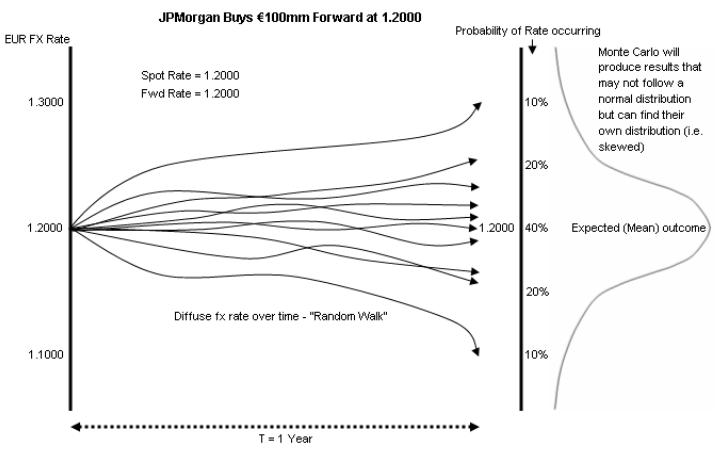 JPMorgan Buys €100mm Forward at 1.2000
EUR FX Rate
Probability of Rate occurring
Spot Rate = 1.2000
Fwd Rate = 1.2000
Monte Carlo will
produce results that
may not follow a
normal distribution
but can find their
own distribution (i.e.
skewed)
1.3000
10%
20%
1.2000
1.2000
40%
Expected (Mean) outcome
20%
Diffuse fx rate over time - "Random Walk"
1.1000
10%
T = 1 Year